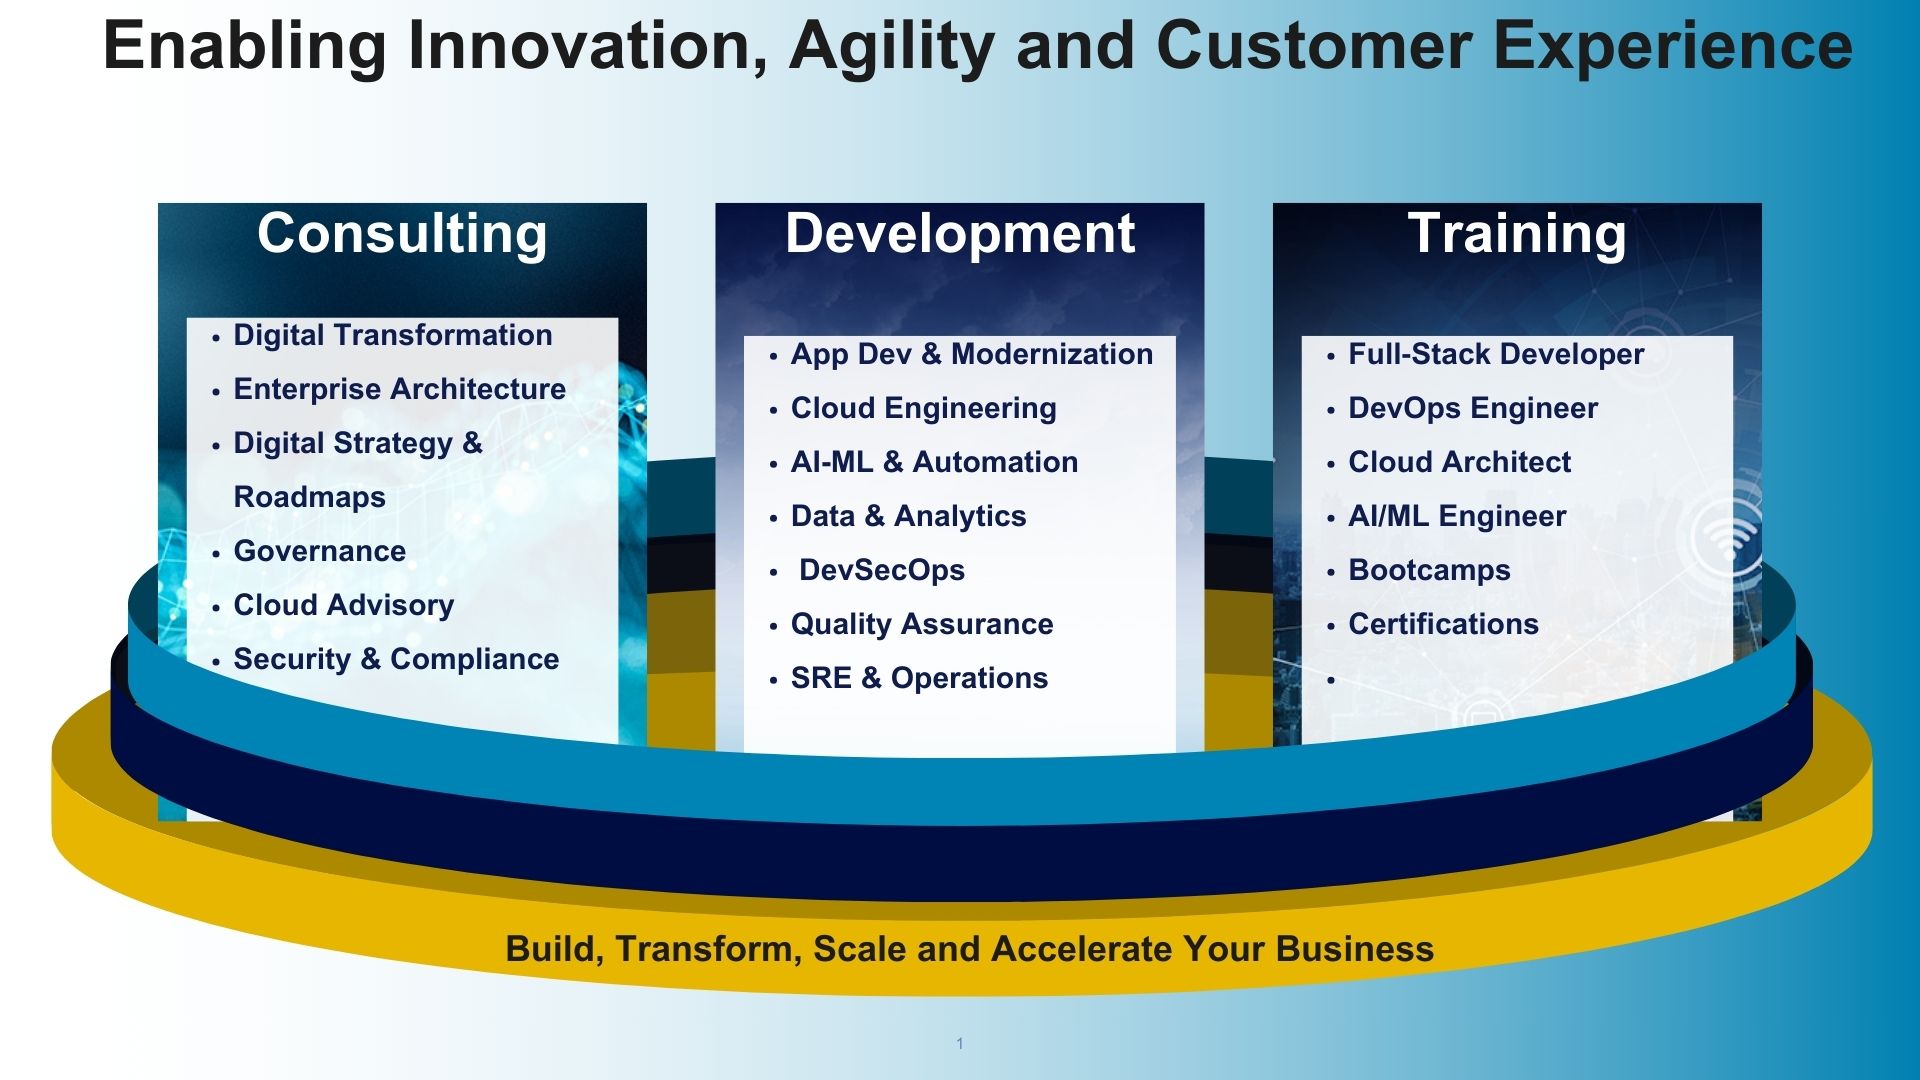 Enabling Innovation, Agility and Customer Experience
Consulting
• Digital Transformation
• Enterprise Architecture
• Digital Strategy &
Roadmaps
• Governance
• Cloud Advisory
• Security & Compliance
Development
• App Dev & Modernization
• Cloud Engineering
• AI-ML & Automation
• Data & Analytics
• DevSecOps
• Quality Assurance
• SRE & Operations
Training
• Full-Stack Developer
• DevOps Engineer
• Cloud Architect
• AI/ML Engineer
• Bootcamps
• Certifications
•
Build, Transform, Scale and Accelerate Your Business
1